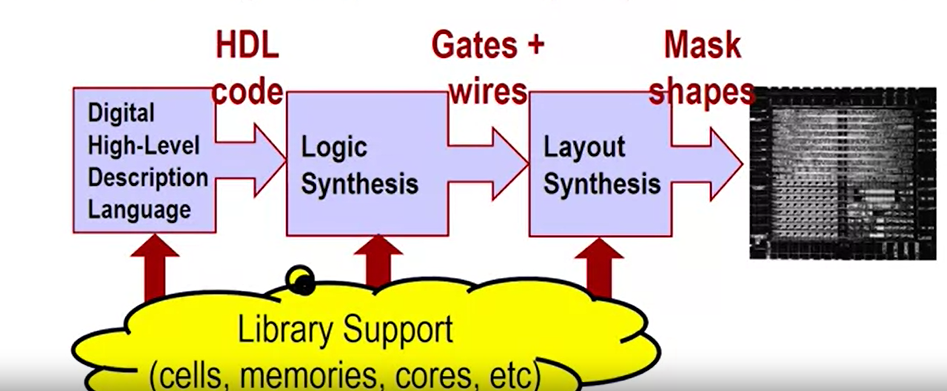 HDL
code
Gates +
wires
Mask
shapes
Digital
High-Level
Description
Language
Logic
Synthesis
Layout
Synthesis
Library Support
(cells, memories, cores, etc)